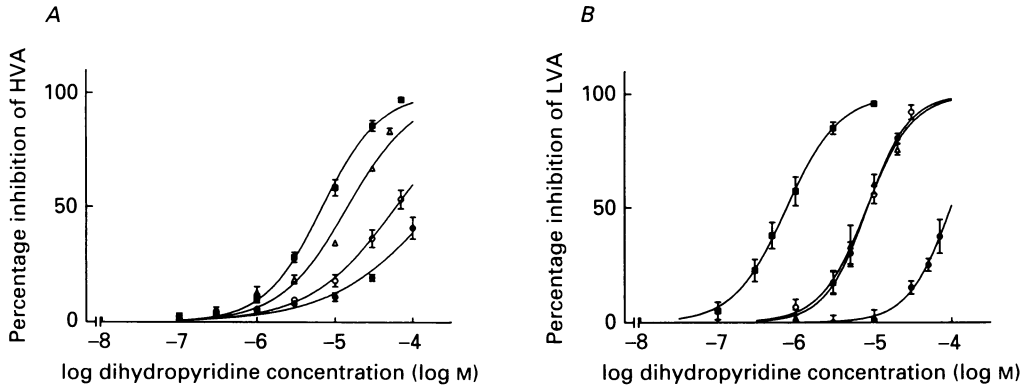 A
B
Percentage inhibition of HVA
100
50
0
-8
-7
-6
-5
-4
log dihydropyridine concentration (log M)
Percentage inhibition of LVA
100
50
0
-8
-7
-6
-5
-4
log dihydropyridine concentration (log M)